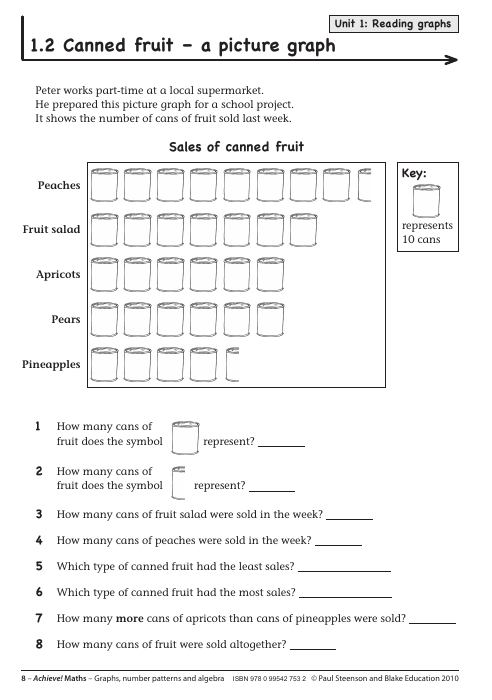 Unit 1: Reading graphs
1.2 Canned fruit – a picture graph
Peter works part-time at a local supermarket.
He prepared this picture graph for a school project.
It shows the number of cans of fruit sold last week.
Sales of canned fruit
Peaches
Fruit salad
Apricots
Pears
Pineapples
Key:
represents
10 cans
1 How many cans of
fruit does the symbol represent? ________
2 How many cans of
fruit does the symbol represent? ________
3 How many cans of fruit salad were sold in the week? ________
4 How many cans of peaches were sold in the week? ________
5 Which type of canned fruit had the least sales? ________
6 Which type of canned fruit had the most sales? ________
7 How many more cans of apricots than cans of pineapples were sold? ________
8 How many cans of fruit were sold altogether? ________
8 – Achieve! Maths – Graphs, number patterns and algebra ISBN 978 0 99542 753 2 © Paul Steenson and Blake Education 2010